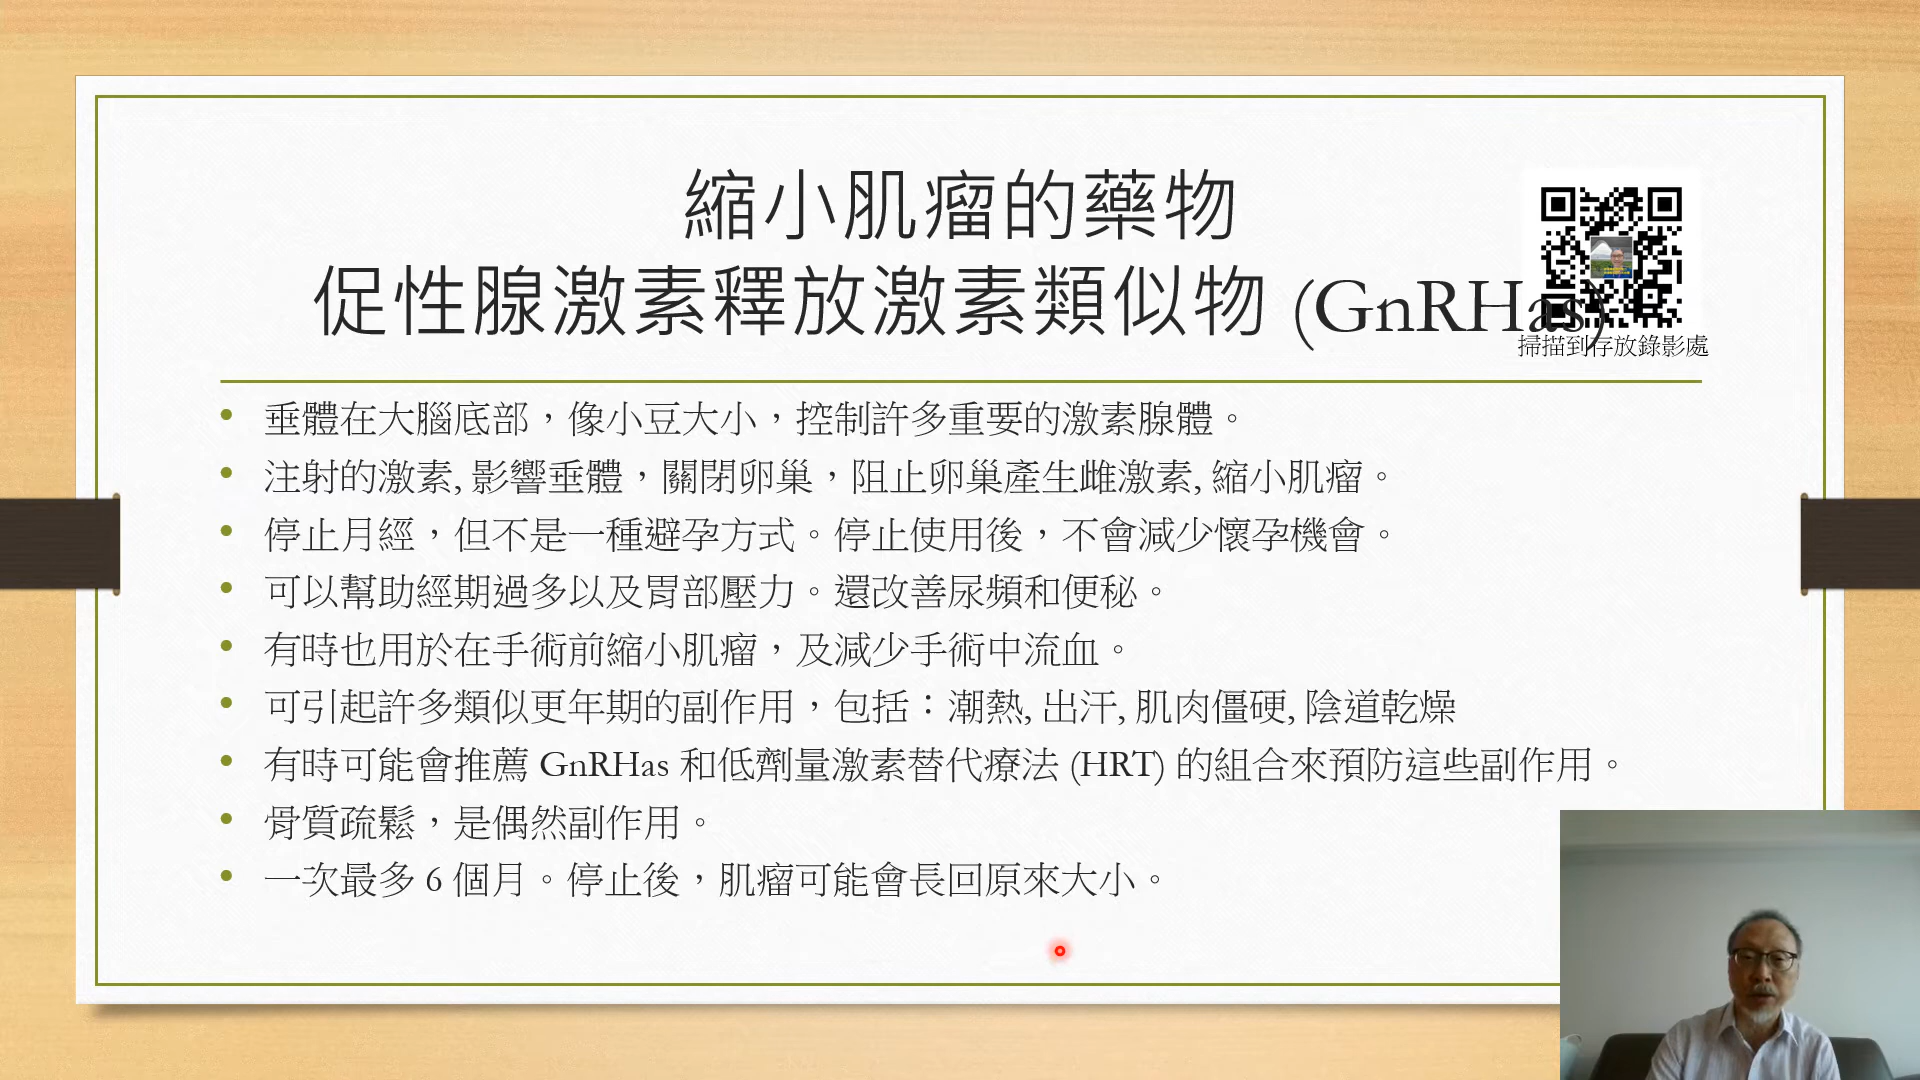 縮小肌瘤的藥物
促性腺激素釋放激素類似物 (GnRHas)
掃描到存放錄影處
垂體在大腦底部，像小豆大小，控制許多重要的激素腺體。
注射的激素, 影響垂體，關閉卵巢，阻止卵巢產生雌激素, 縮小肌瘤。
停止月經，但不是一種避孕方式。停止使用後，不會減少懷孕機會。
可以幫助經期過多以及胃部壓力。還改善尿頻和便秘。
有時也用於在手術前縮小肌瘤，及減少手術中流血。
可引起許多類似更年期的副作用，包括：潮熱, 出汗, 肌肉僵硬, 陰道乾燥
有時可能會推薦 GnRHas 和低劑量激素替代療法 (HRT) 的組合來預防這些副作用。
骨質疏鬆，是偶然副作用。
一次最多 6 個月。停止後，肌瘤可能會長回原來大小。